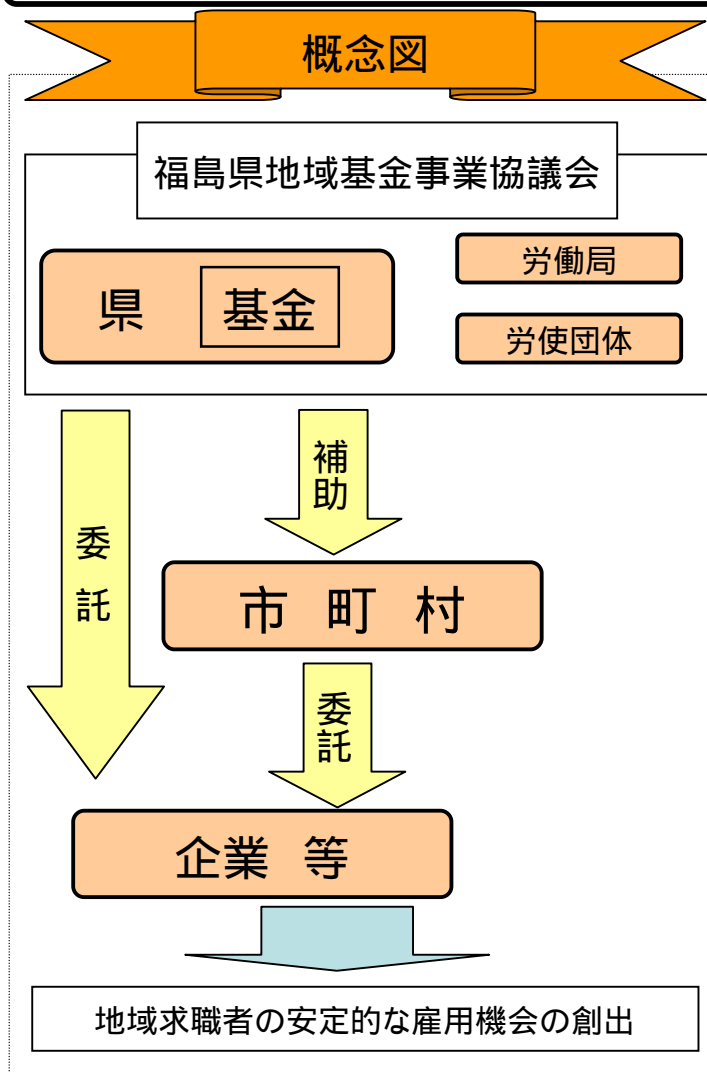 概念図
福島県地域基金事業協議会
県 基金
労働局
労使団体
委託
補助
市 町 村
委託
企業 等
地域求職者の安定的な雇用機会の創出